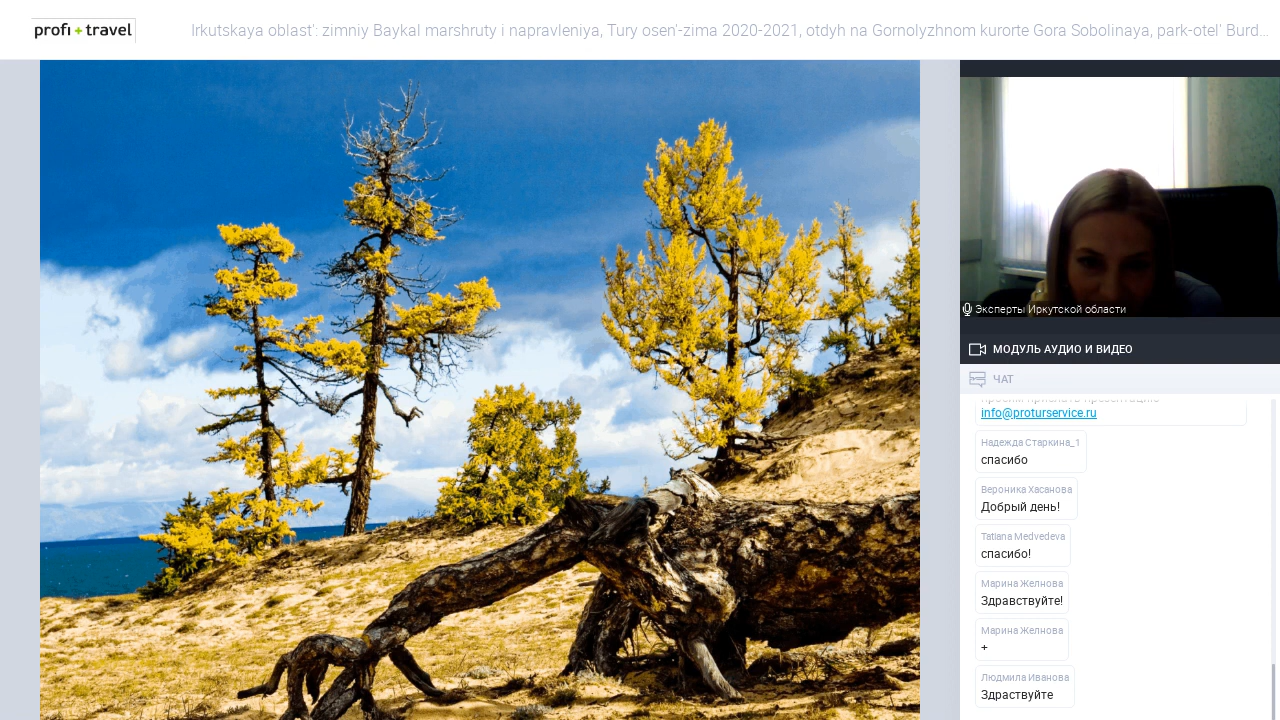 profi + travel
Irkutskaya oblast': zimniy Baykal marshruty i napravleniya, Tury osen'-zima 2020-2021, otdyh na Gornolyzhnom kurorte Gora Sobolinaya, park-otel' Burd...
Эксперты Иркутской области
МОДУЛЬ АУДИО И ВИДЕО
ЧАТ
info@proturservice.ru
Надежда Старкина_1
спасибо
Вероника Хасанова
Добрый день!
Tatiana Medvedeva
спасибо!
Марина Желнова
Здравствуйте!
Марина Желнова
+
Людмила Иванова
Здраствуйте